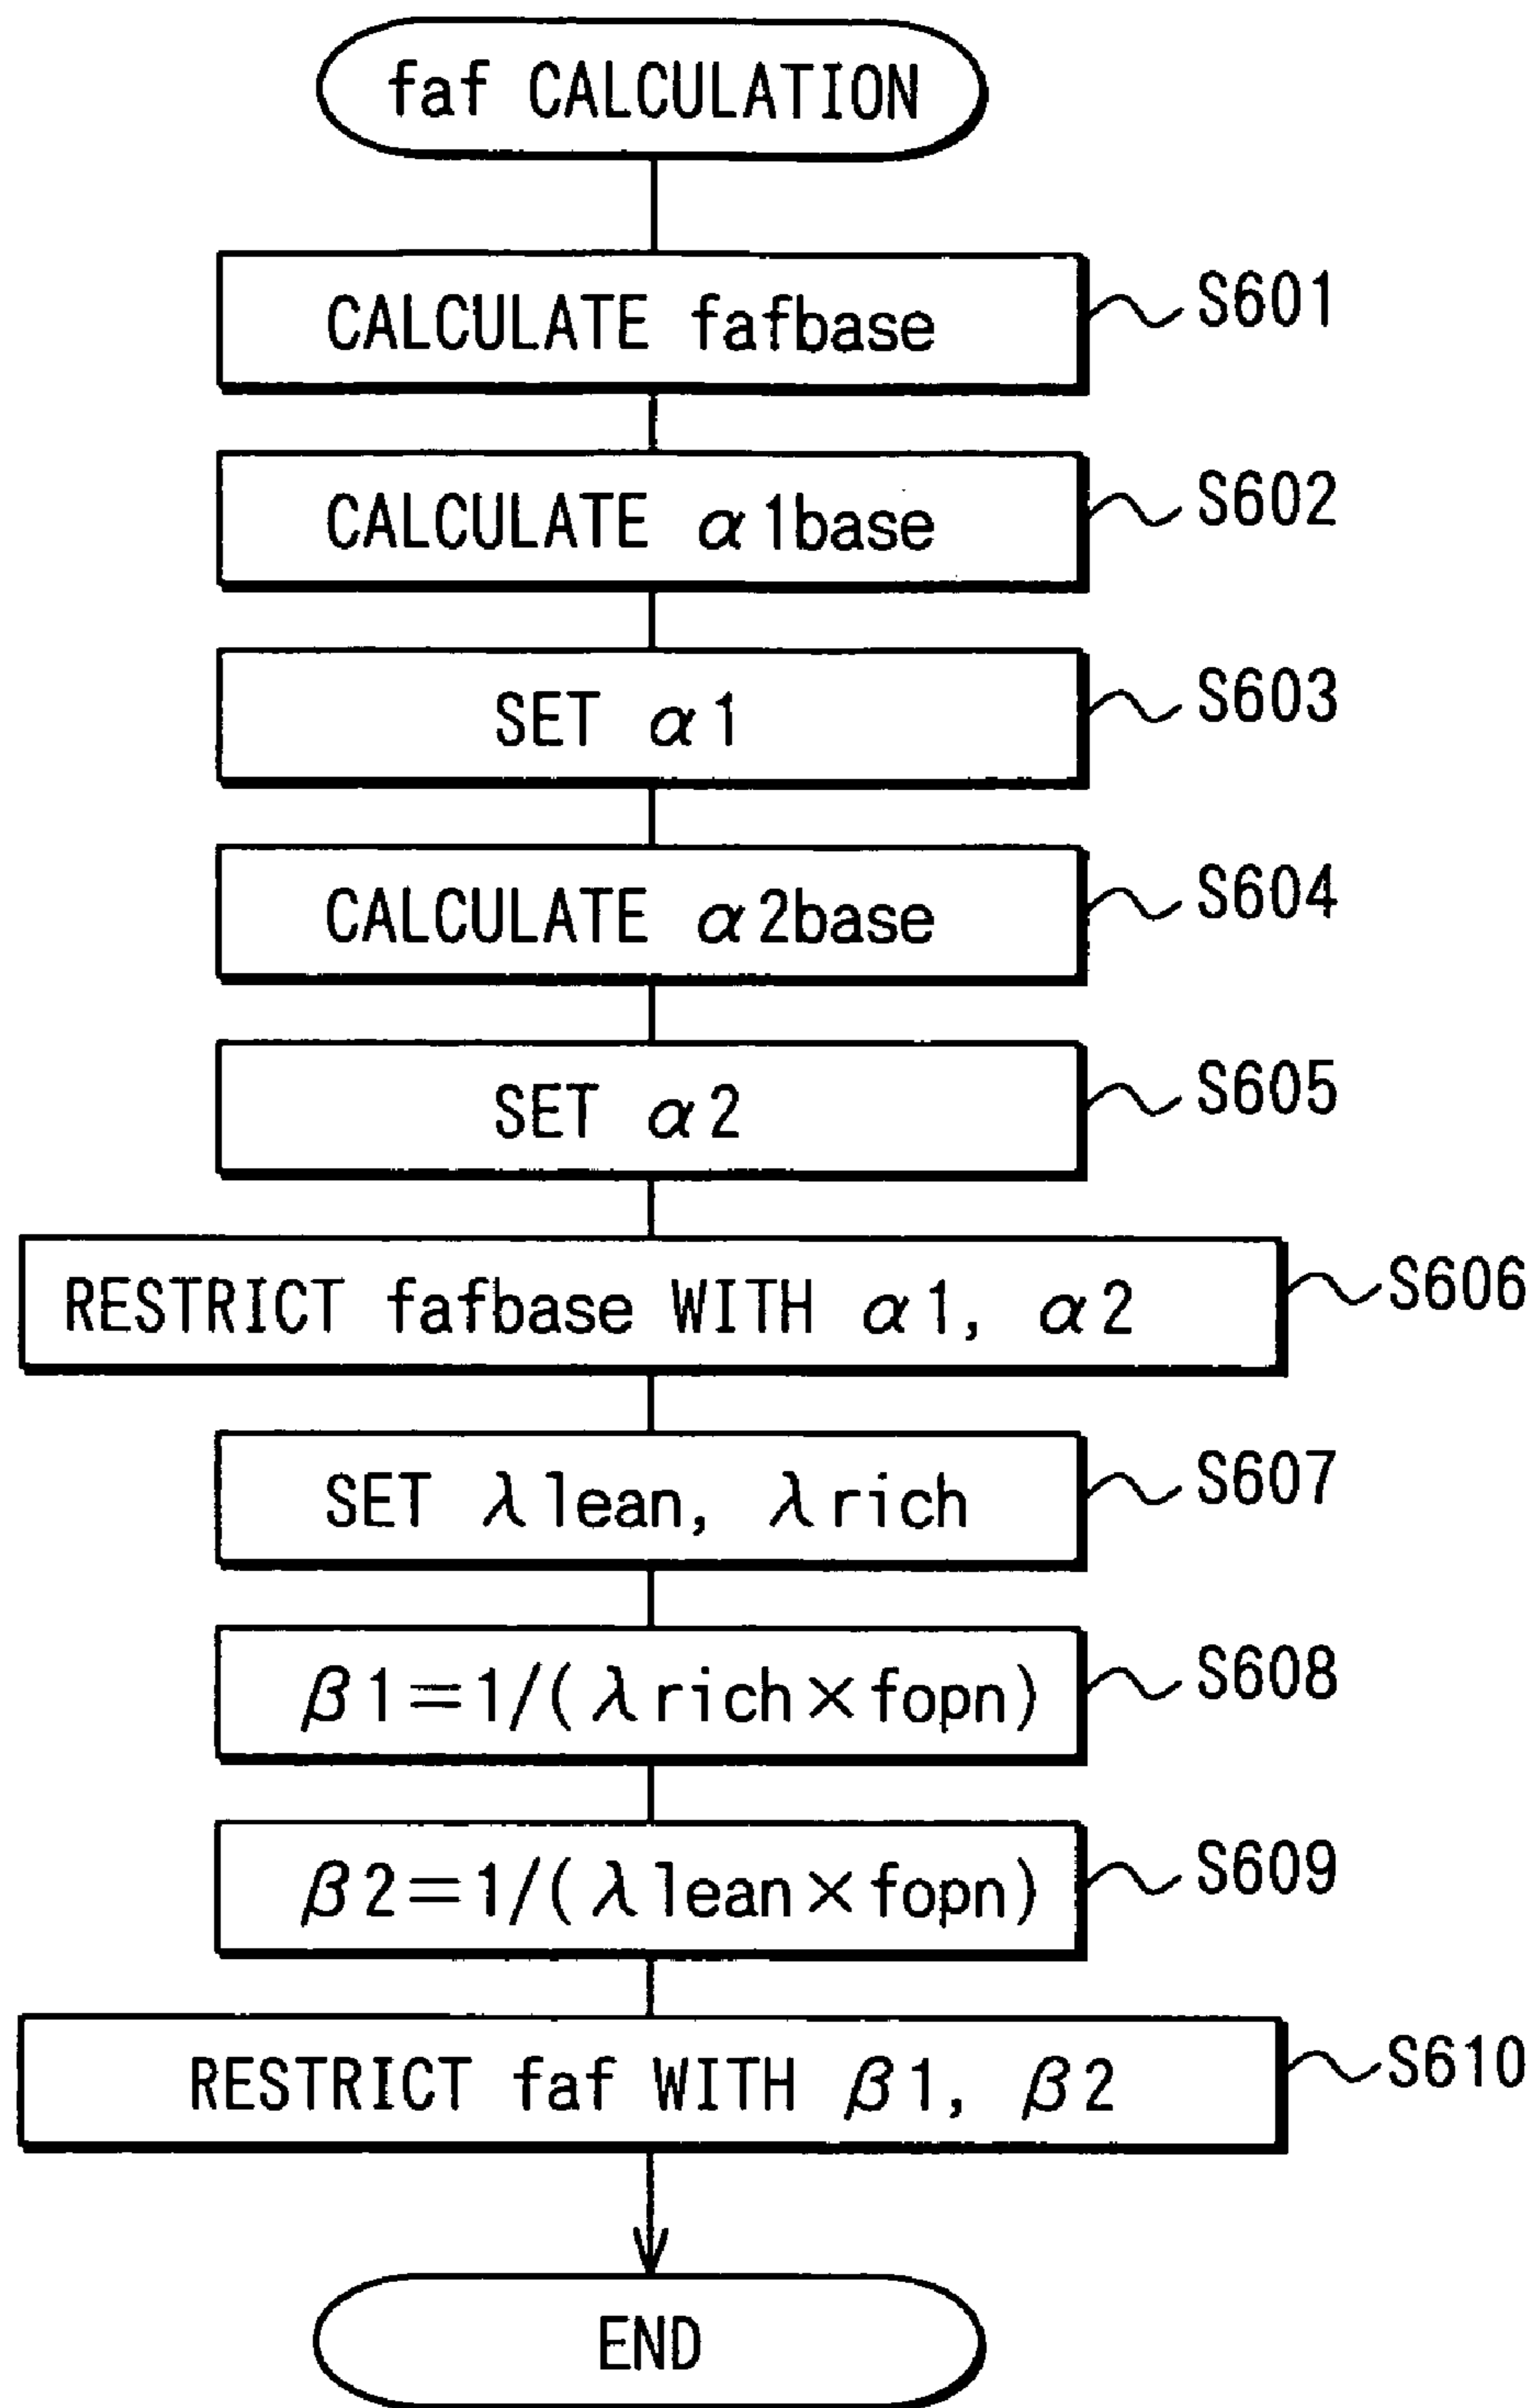 faf CALCULATION
CALCULATE fafbase
S601
CALCULATE α1base
S602
SET α1
S603
CALCULATE α2base
S604
SET α2
S605
RESTRICT fafbase WITH α1, α2
S606
SET λlean, λrich
S607
β1=1/(λrich×fopn)
S608
β2=1/(λlean×fopn)
S609
RESTRICT faf WITH β1, β2
S610
END